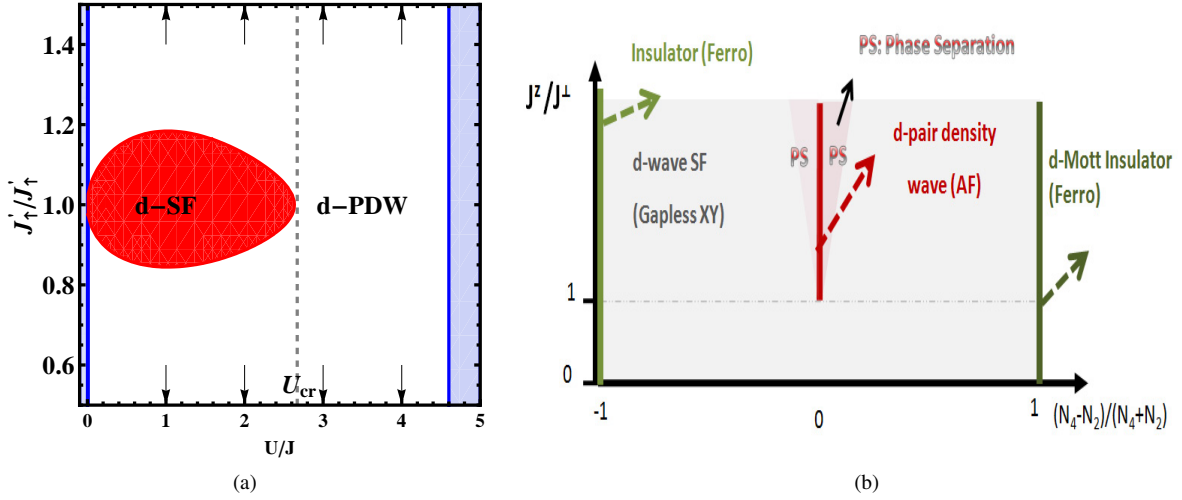 1.4
1.2
1.0
0.8
0.6
J'↑/J'↑
d−SF
d−PDW
U_cr
0 1 2 3 4 5
U/J
(a)
Insulator (Ferro)
PS: Phase Separation
J^z/J^⊥
d-wave SF
(Gapless XY)
PS PS
d-pair density
wave (AF)
d-Mott Insulator
(Ferro)
1
0
-1 0 1 (N₄-N₂)/(N₄+N₂)
(b)